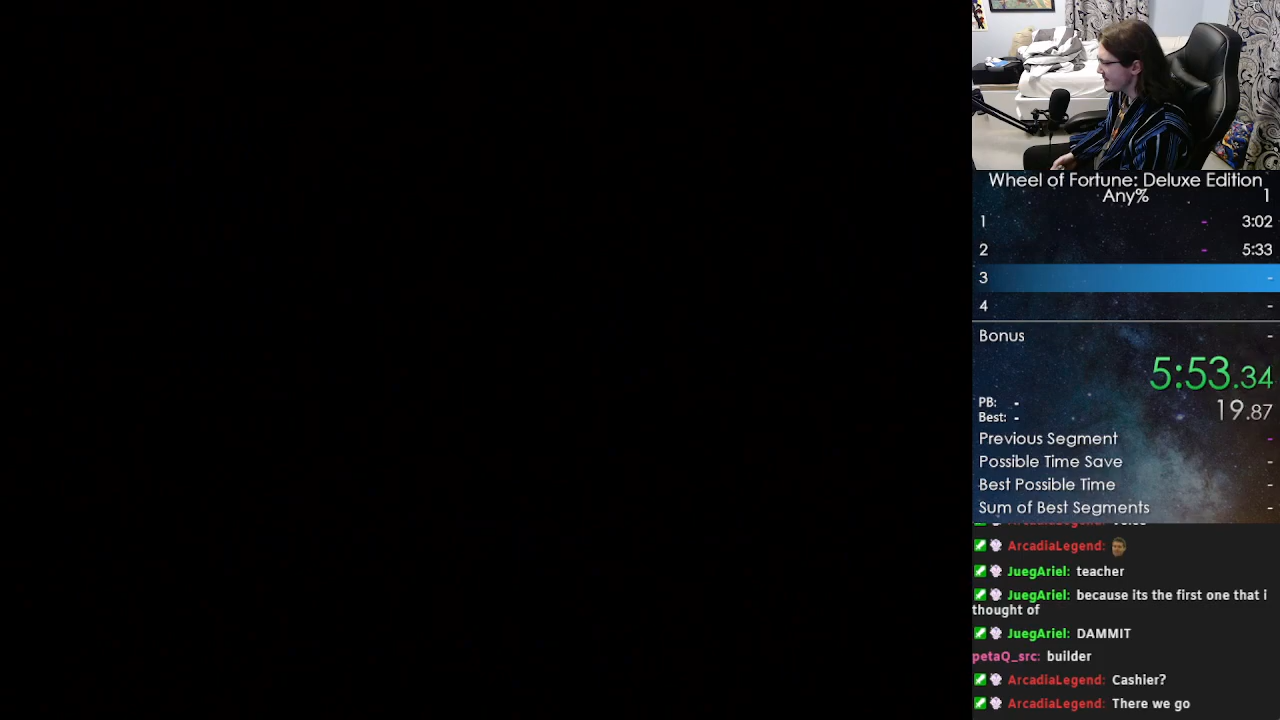 Wheel of Fortune: Deluxe Edition
Any% 1
1 - 3:02
2 - 5:33
3 -
4 -
Bonus -
5:53.34
PB: - 19.87
Best: -
Previous Segment -
Possible Time Save -
Best Possible Time -
Sum of Best Segments -
ArcadiaLegend:
JuegAriel: teacher
JuegAriel: because its the first one that i
thought of
JuegAriel: DAMMIT
petaQ_src: builder
ArcadiaLegend: Cashier?
ArcadiaLegend: There we go